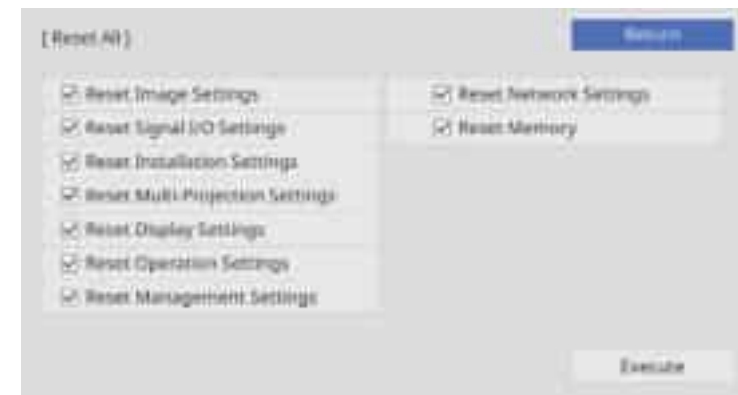 [Reset All]
Return
Reset Image Settings
Reset Signal I/O Settings
Reset Installation Settings
Reset Multi-Projection Settings
Reset Display Settings
Reset Operation Settings
Reset Management Settings
Reset Network Settings
Reset Memory
Execute